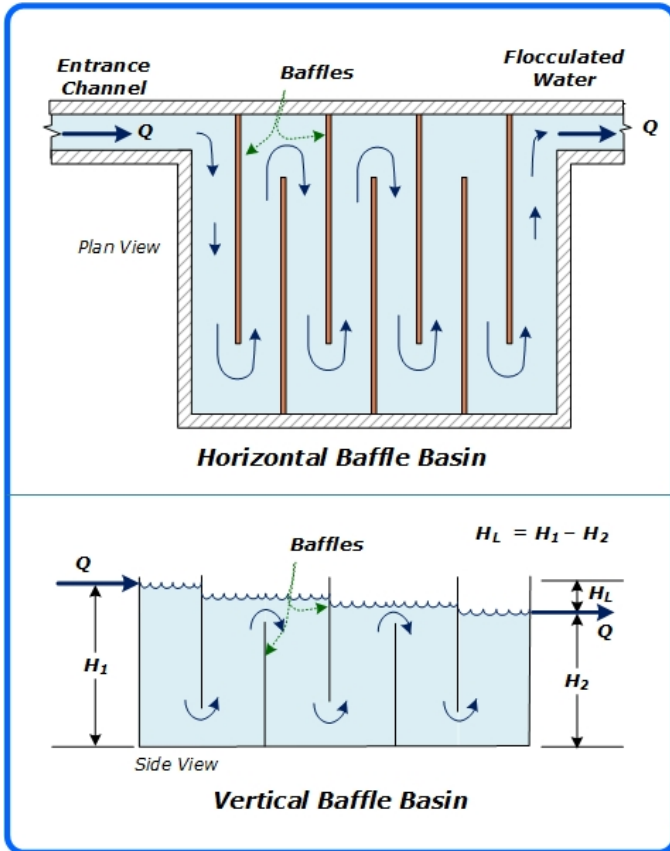 Entrance
Channel
Baffles
Flocculated
Water
Q
Q
Plan View
Horizontal Baffle Basin
Baffles
H_L = H_1 – H_2
Q
H_L
Q
H_1
H_2
Side View
Vertical Baffle Basin